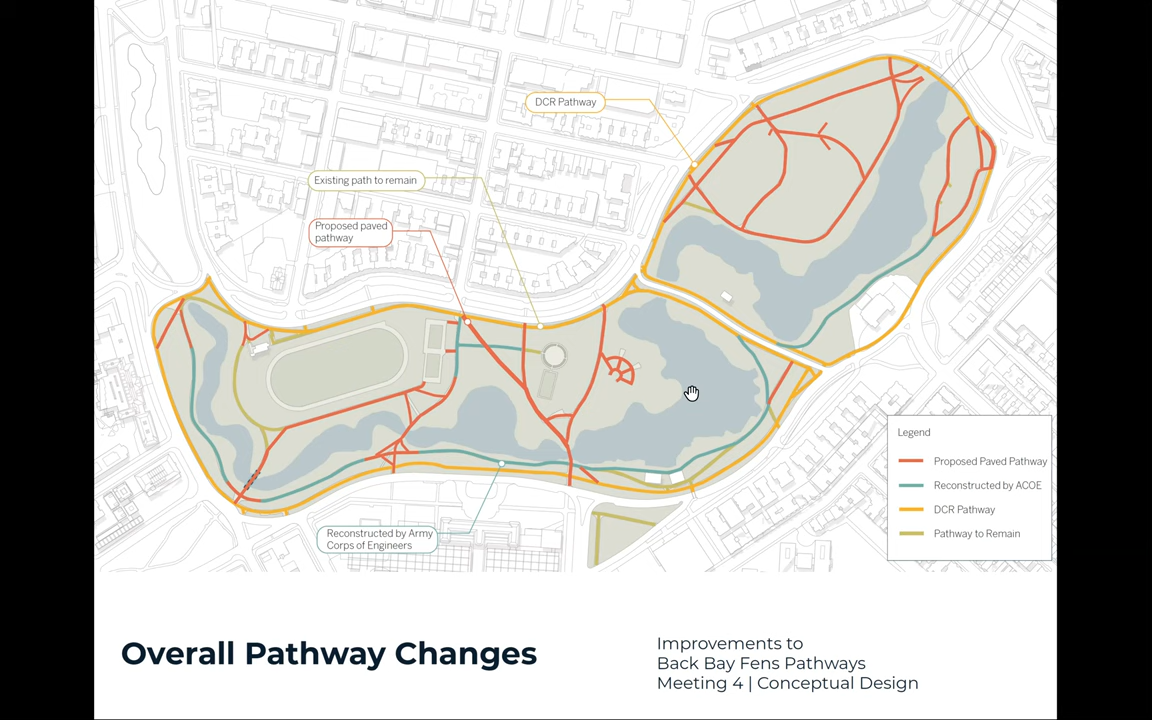 DCR Pathway
Existing path to remain
Proposed paved
pathway
Reconstructed by Army
Corps of Engineers
Legend
Proposed Paved Pathway
Reconstructed by ACOE
DCR Pathway
Pathway to Remain
Overall Pathway Changes
Improvements to
Back Bay Fens Pathways
Meeting 4 | Conceptual Design